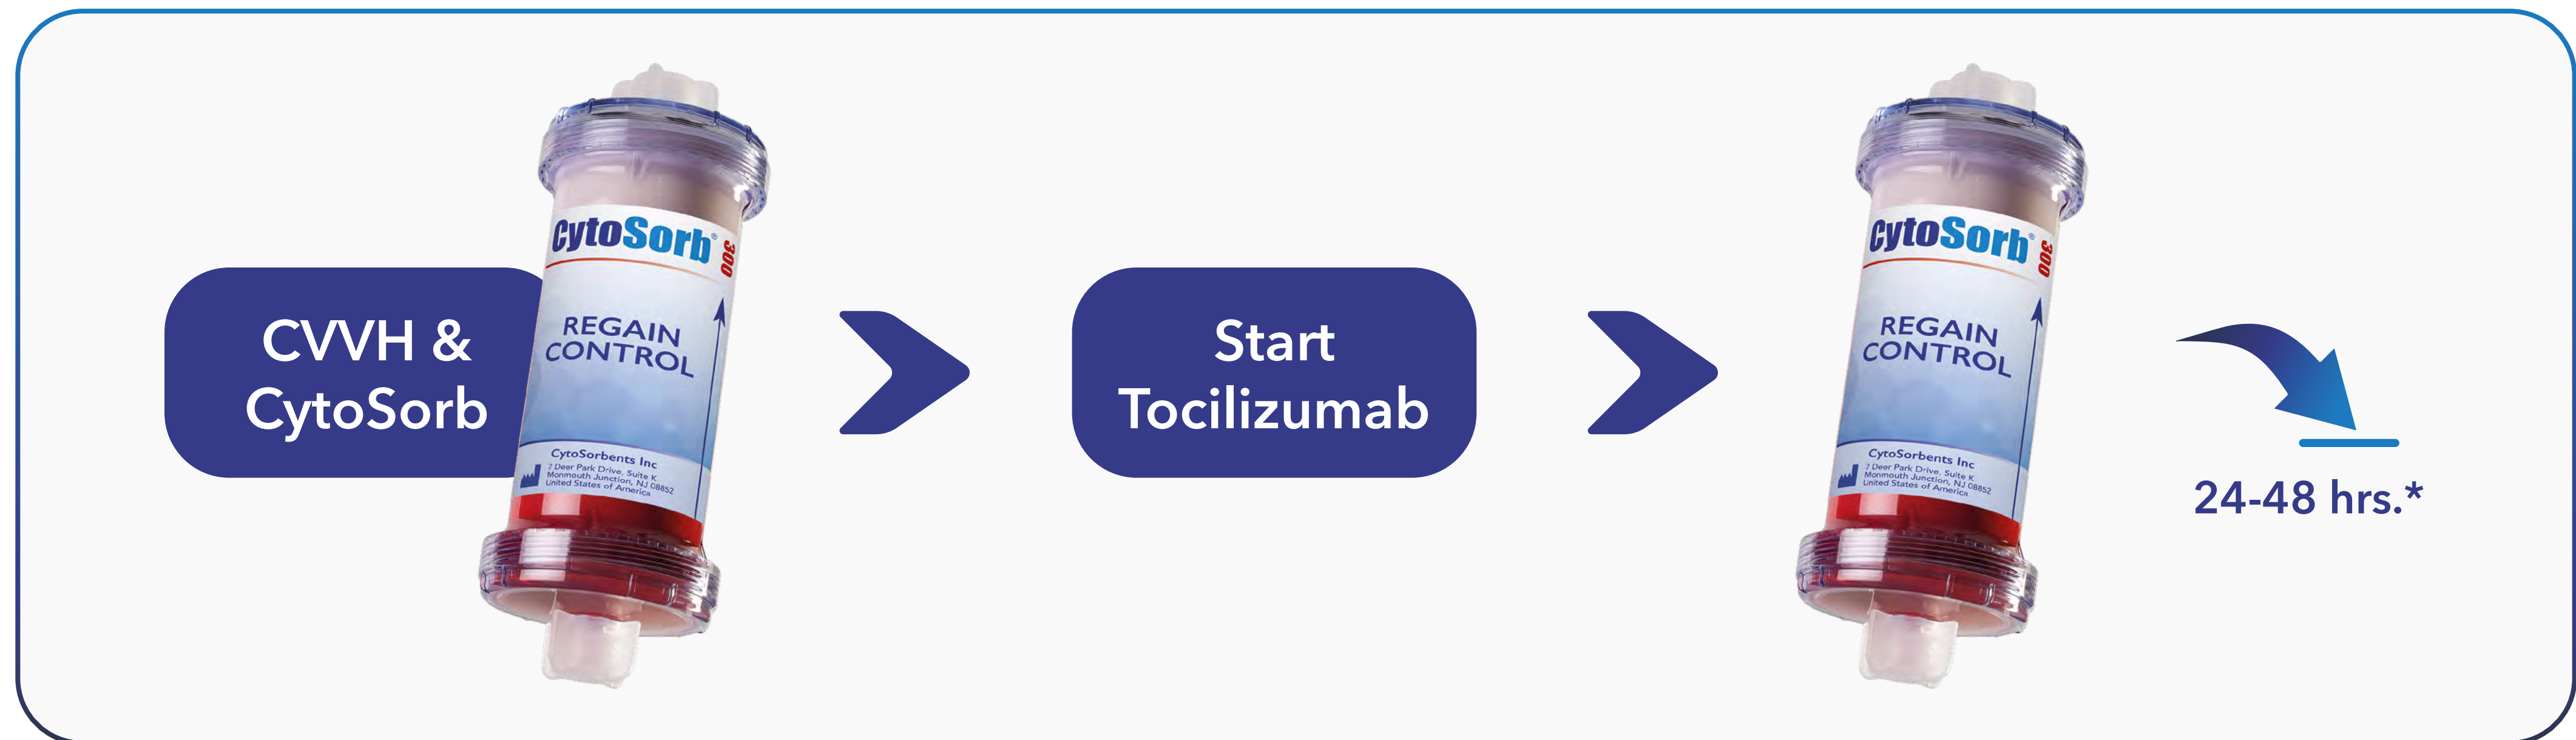 CVVH &
CytoSorb
CytoSorb® 300
REGAIN
CONTROL
CytoSorbents Inc
7 Deer Park Drive, Suite K
Monmouth Junction, NJ 08852
United States of America
Start
Tocilizumab
CytoSorb® 300
REGAIN
CONTROL
CytoSorbents Inc
7 Deer Park Drive, Suite K
Monmouth Junction, NJ 08852
United States of America
24-48 hrs.*